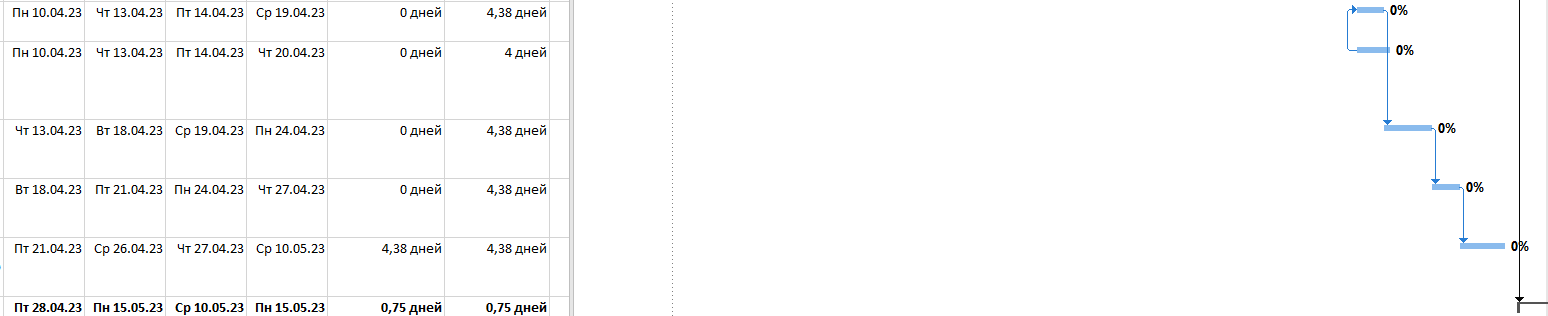 Пн 10.04.23 Чт 13.04.23 Пт 14.04.23 Ср 19.04.23 0 дней 4,38 дней 0%
Пн 10.04.23 Чт 13.04.23 Пт 14.04.23 Чт 20.04.23 0 дней 4 дней 0%
Чт 13.04.23 Вт 18.04.23 Ср 19.04.23 Пн 24.04.23 0 дней 4,38 дней 0%
Вт 18.04.23 Пт 21.04.23 Пн 24.04.23 Чт 27.04.23 0 дней 4,38 дней 0%
Пт 21.04.23 Ср 26.04.23 Чт 27.04.23 Ср 10.05.23 4,38 дней 4,38 дней 0%
Пт 28.04.23 Пн 15.05.23 Ср 10.05.23 Пн 15.05.23 0,75 дней 0,75 дней